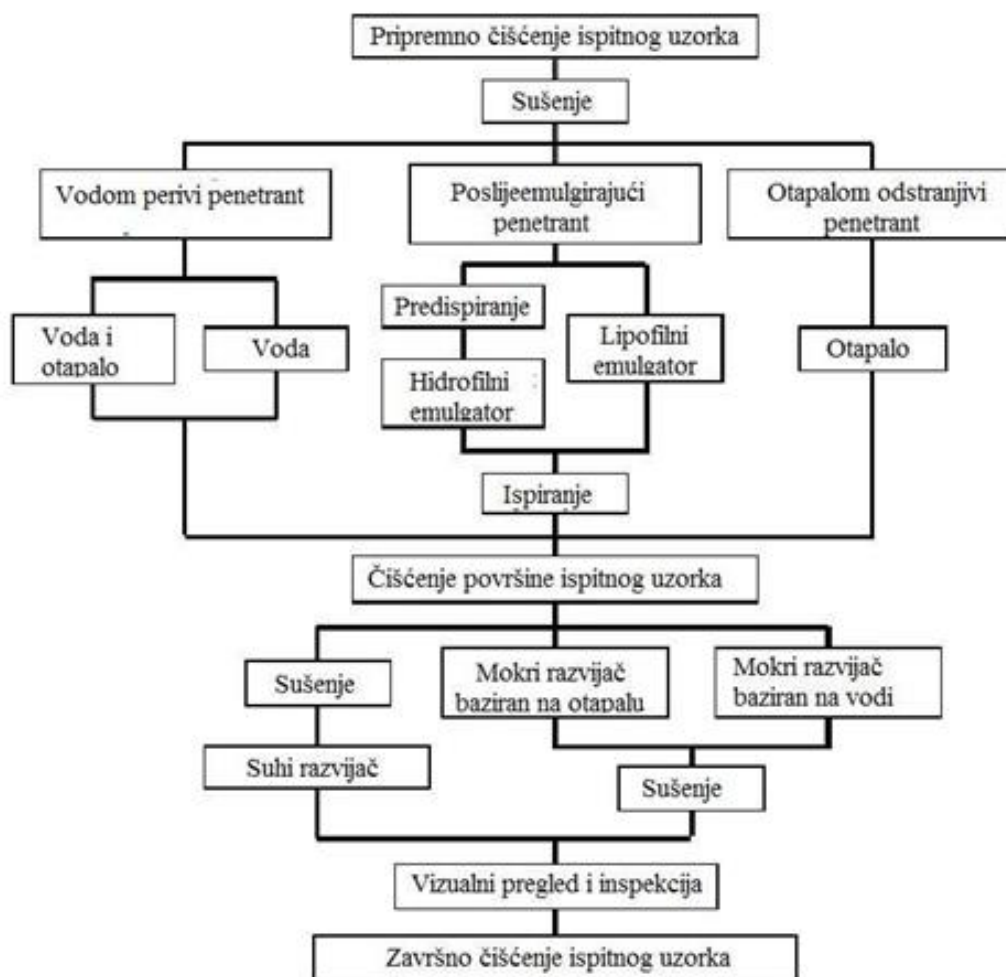 Pripremno čišćenje ispitnog uzorka
Sušenje
Vodom perivi penetrant
Poslijeemulgirajući
penetrant
Otapalom odstranjivi
penetrant
Predispiranje
Voda i
otapalo
Voda
Lipofilni
emulgator
Otapalo
Hidrofilni
emulgator
Ispiranje
Čišćenje površine ispitnog uzorka
Sušenje
Mokri razvijač
baziran na otapalu
Mokri razvijač
baziran na vodi
Suhi razvijač
Sušenje
Vizualni pregled i inspekcija
Završno čišćenje ispitnog uzorka